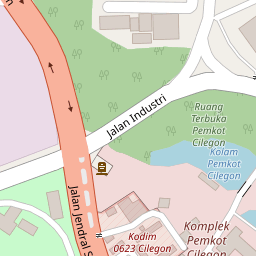 Jalan Industri
Ruang
Terbuka
Pemkot
Cilegon
Kolam
Pemkot
Cilegon
Jalan Jendral S
Kodim
0623 Cilegon
Komplek
Pemkot
Cilegon